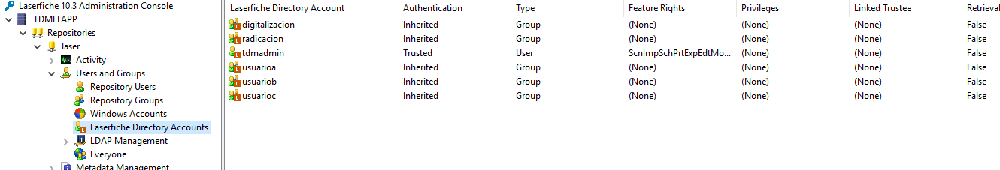 Laserfiche 10.3 Administration Console
TDMLFAPP
Repositories
laser
Activity
Users and Groups
Repository Users
Repository Groups
Windows Accounts
Laserfiche Directory Accounts
LDAP Management
Everyone
Metadata Management
Laserfiche Directory Account Authentication Type Feature Rights Privileges Linked Trustee Retrieval
digitalizacion Inherited Group (None) (None) (None) False
radicacion Inherited Group (None) (None) (None) False
tdmadmin Trusted User ScnImpSchPrtExpEdtMo... (None) (None) False
usuarioa Inherited Group (None) (None) (None) False
usuariob Inherited Group (None) (None) (None) False
usuarioc Inherited Group (None) (None) (None) False